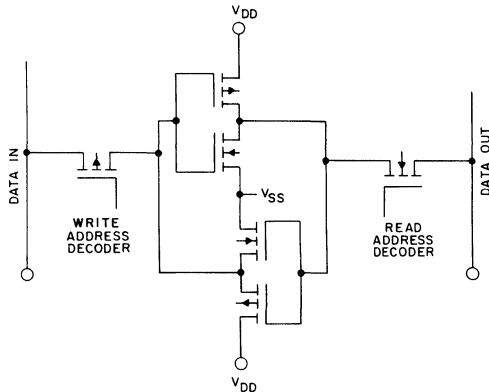 VDD
DATA IN
WRITE
ADDRESS
DECODER
VSS
READ
ADDRESS
DECODER
DATA OUT
VDD